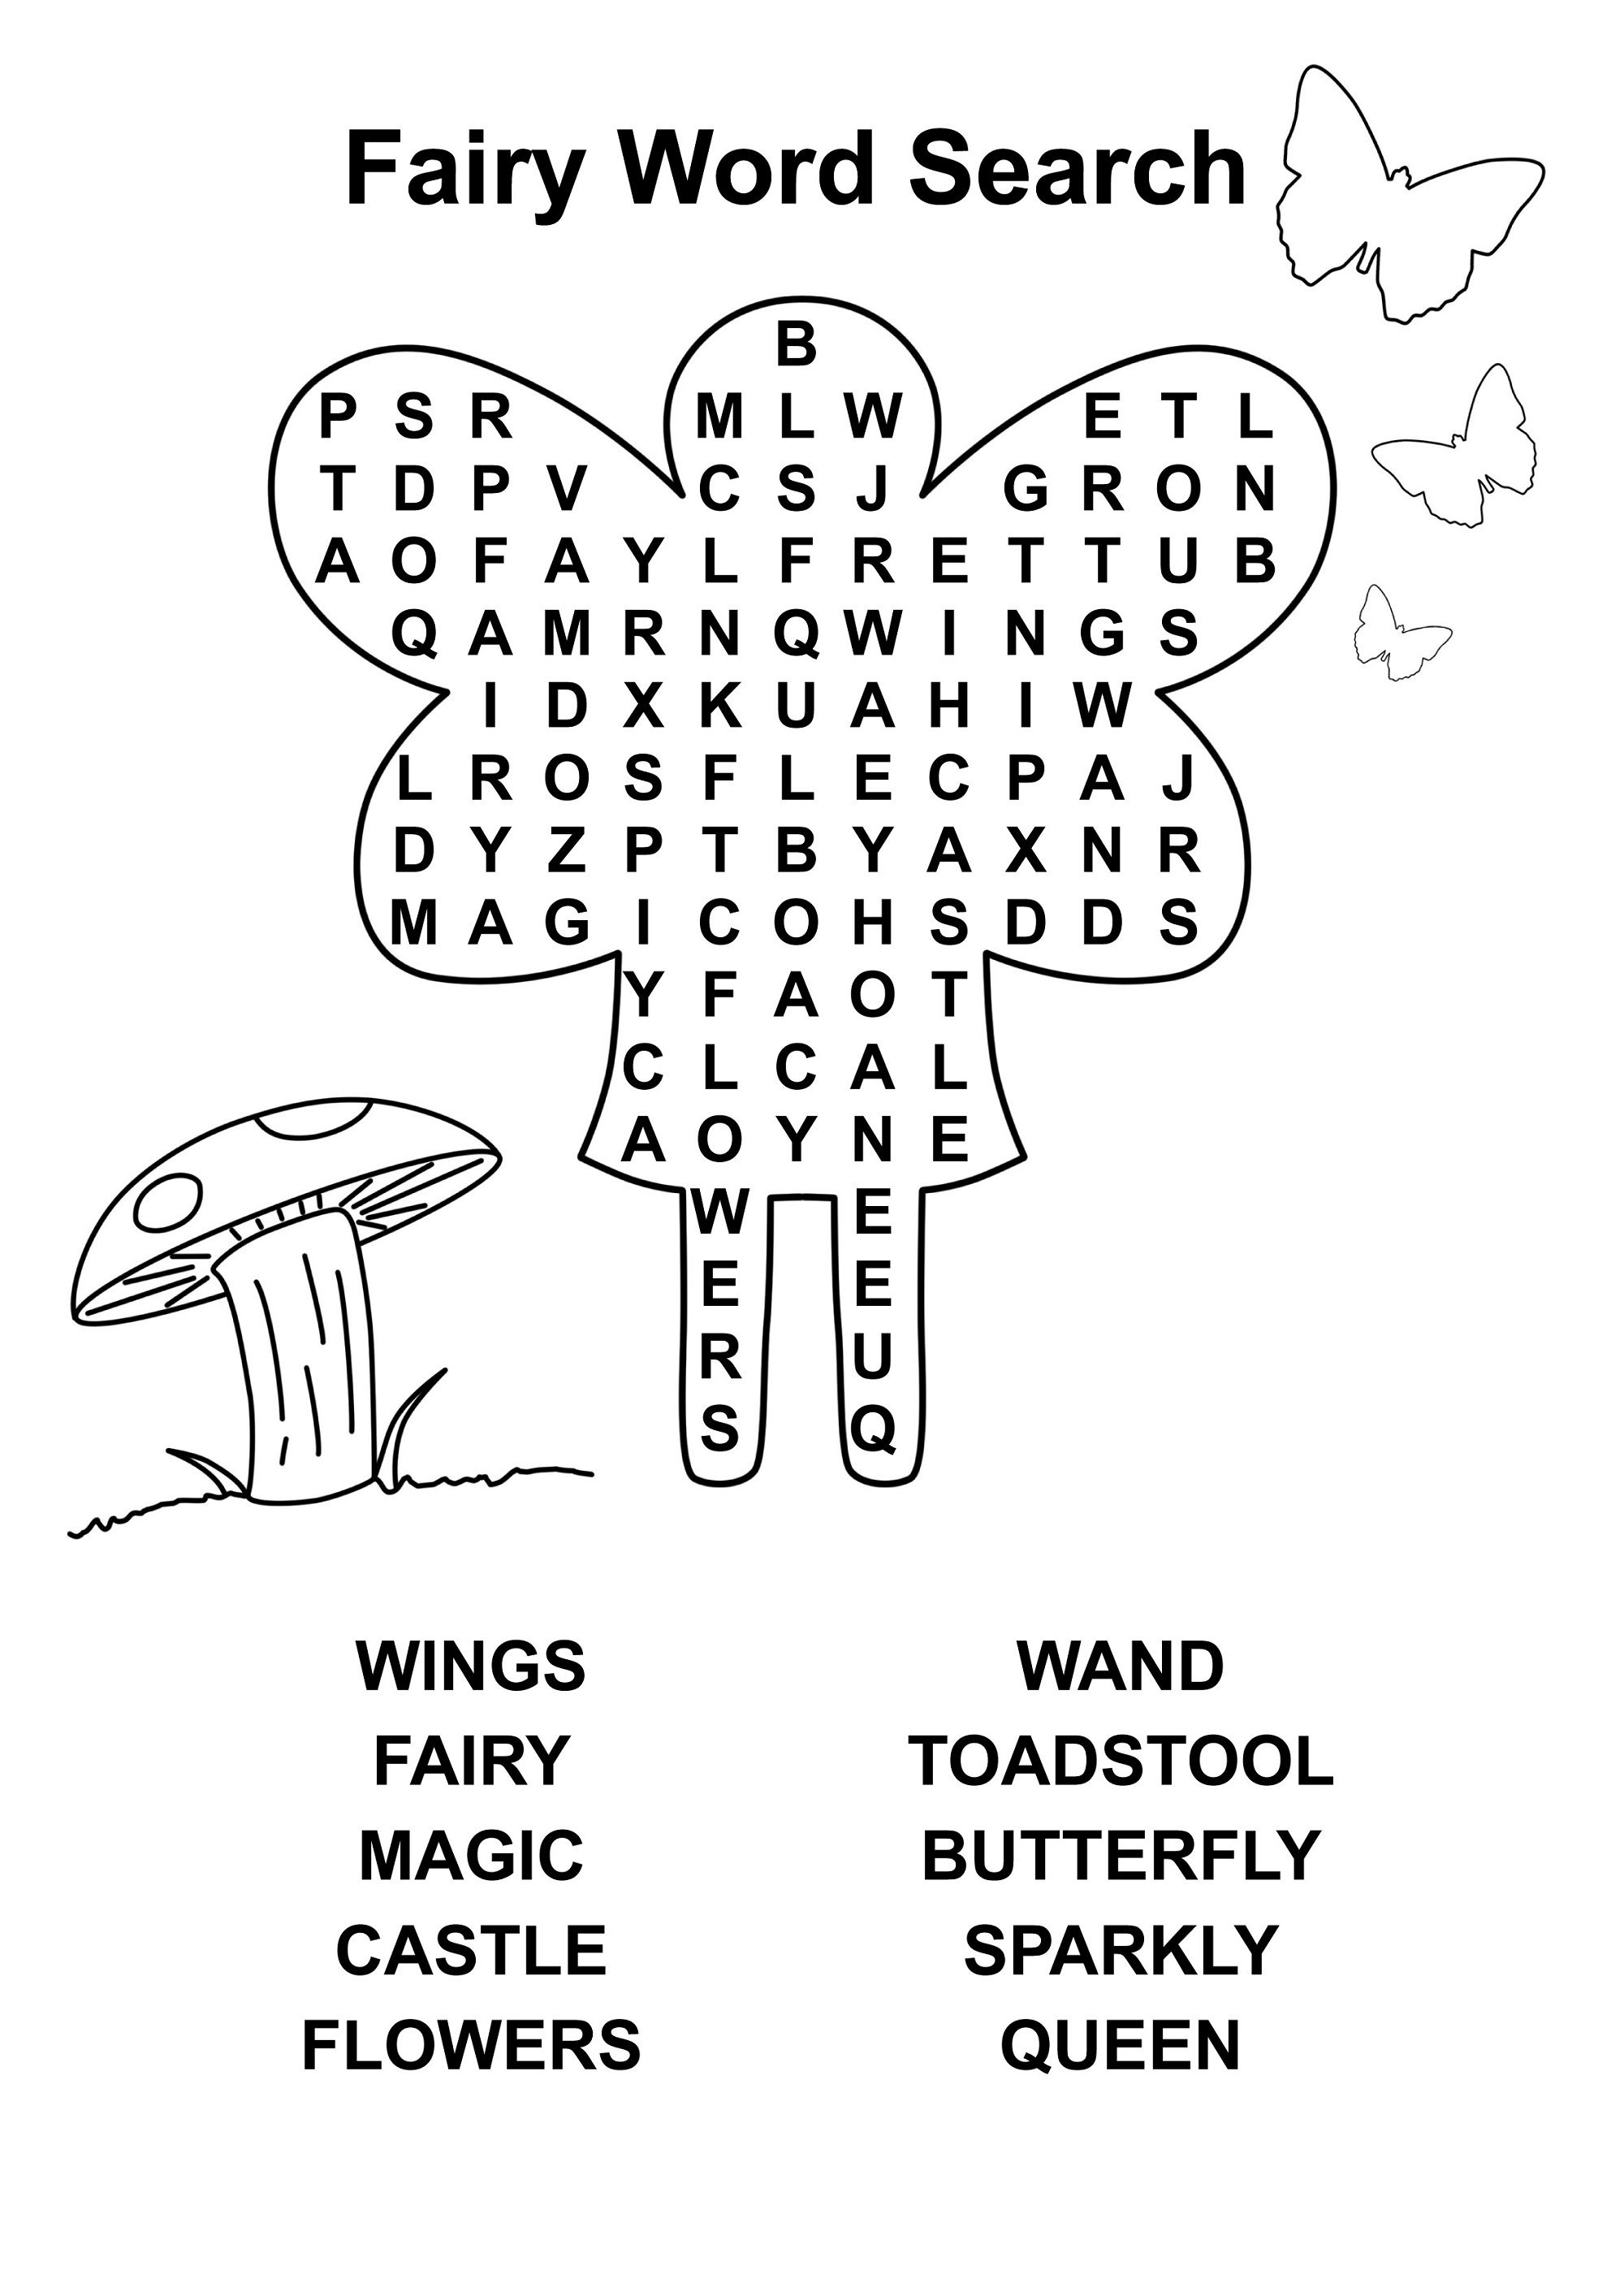 Fairy Word Search
B
P S R M L W E T L
T D P V C S J G R O N
A O F A Y L F R E T T U B
Q A M R N Q W I N G S
I D X K U A H I W
L R O S F L E C P A J
D Y Z P T B Y A X N R
M A G I C O H S D D S
Y F A O T
C L C A L
A O Y N E
W E
E E
R U
S Q
WINGS WAND
FAIRY TOADSTOOL
MAGIC BUTTERFLY
CASTLE SPARKLY
FLOWERS QUEEN